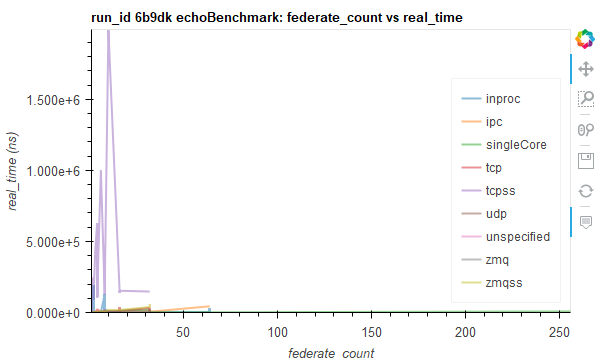 run_id 6b9dk echoBenchmark: federate_count vs real_time
real_time (ns)
1.500e+6
1.000e+6
5.000e+5
0.000e+0
50
100
150
200
250
federate_count
inproc
ipc
singleCore
tcp
tcpss
udp
unspecified
zmq
zmqss